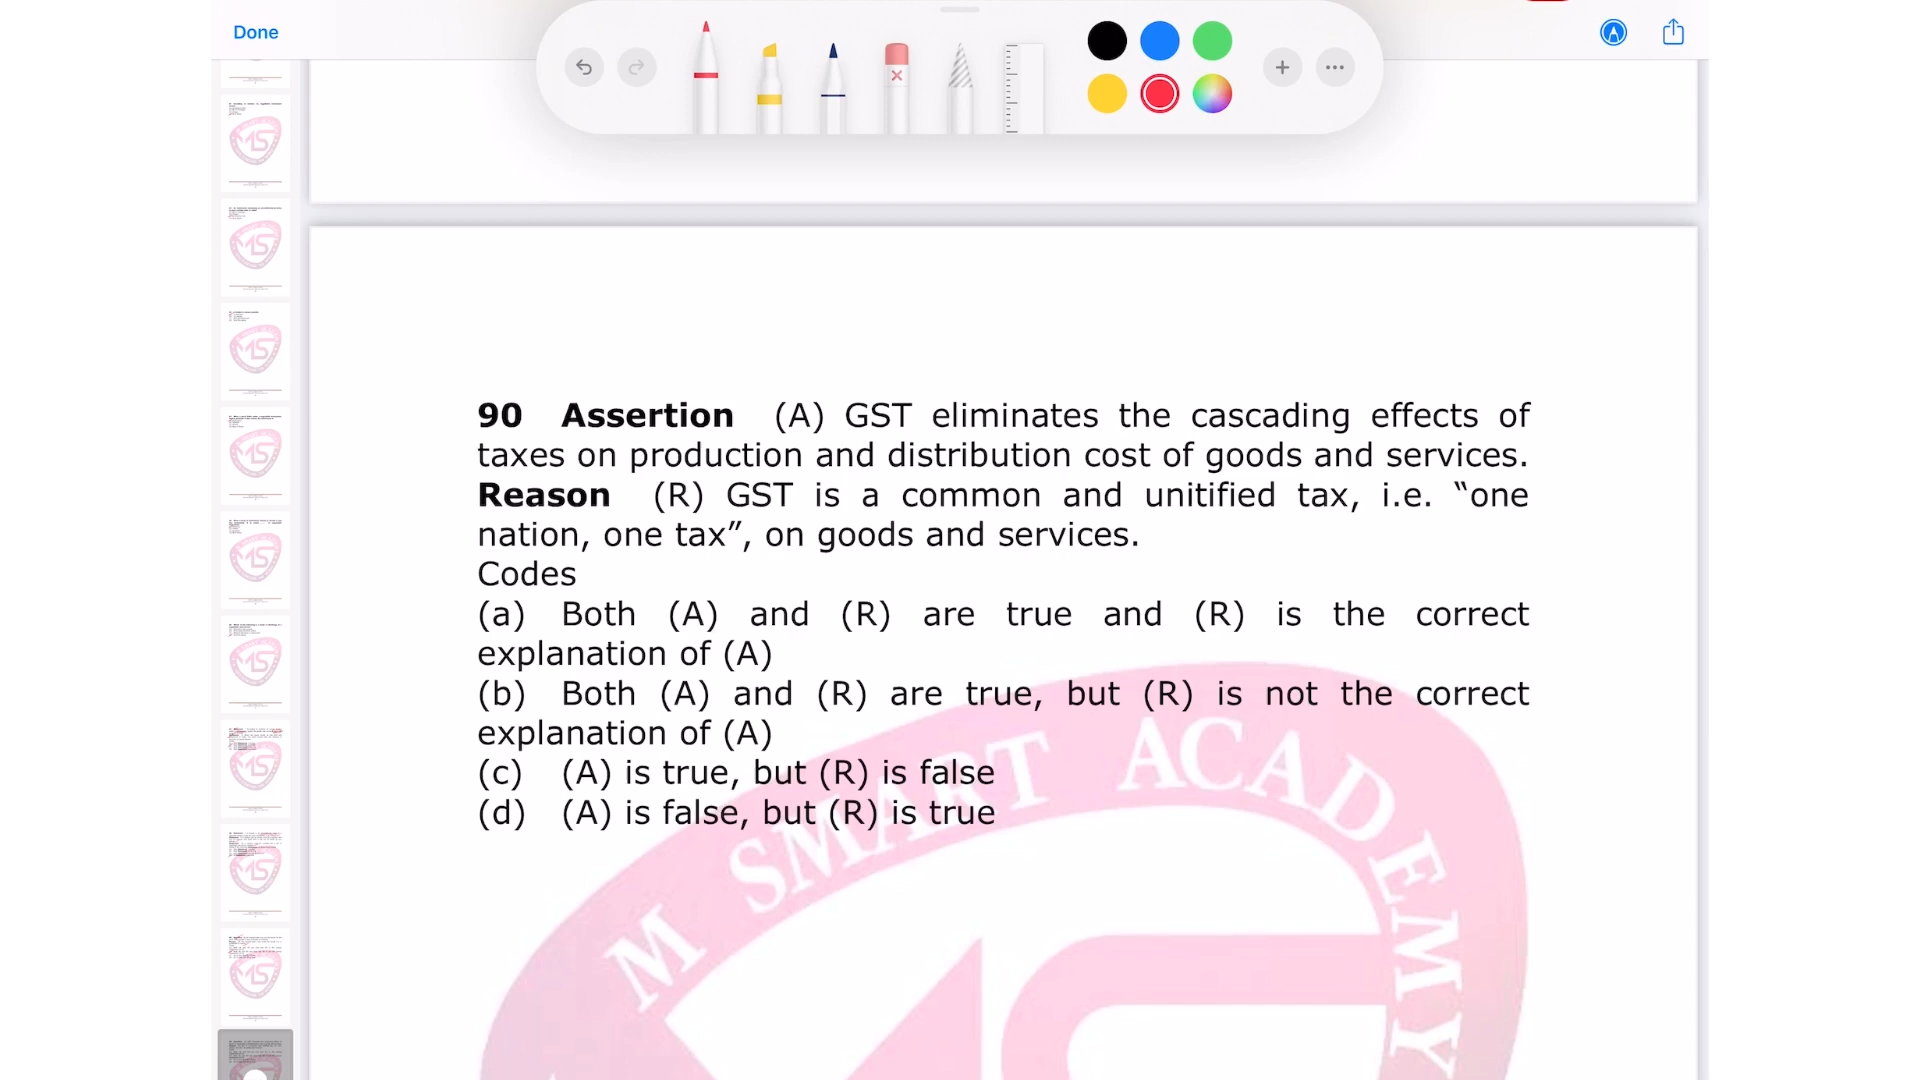 Done
90 Assertion (A) GST eliminates the cascading effects of
taxes on production and distribution cost of goods and services.
Reason (R) GST is a common and unitified tax, i.e. “one
nation, one tax”, on goods and services.
Codes
(a) Both (A) and (R) are true and (R) is the correct
explanation of (A)
(b) Both (A) and (R) are true, but (R) is not the correct
explanation of (A)
(c) (A) is true, but (R) is false
(d) (A) is false, but (R) is true
M SMART ACADEMY